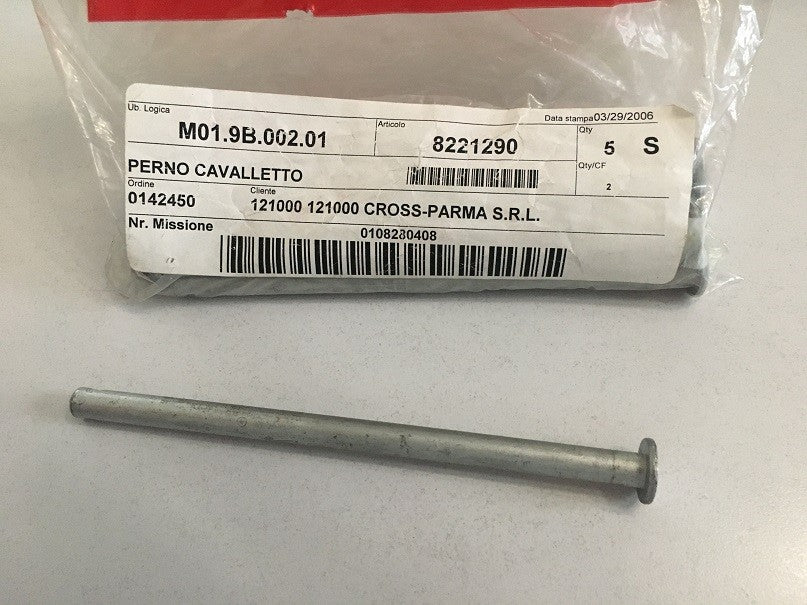 Ub. Logica
M01.9B.002.01
Articolo
8221290
Data stampa03/29/2006
Qty
5 S
PERNO CAVALLETTO
Qty/CF
2
Ordine
0142450
Cliente
121000 121000 CROSS-PARMA S.R.L.
Nr. Missione
0108280408